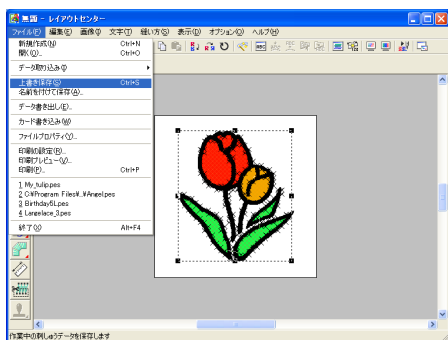 無題 - レイアウトセンター
ファイル(F) 編集(E) 画像(I) 文字(T) 縫い方(S) 表示(D) オプション(O) ヘルプ(H)
新規作成(N) Ctrl+N
開く(O)... Ctrl+O
データ取り込み(I)
上書き保存(S) Ctrl+S
名前を付けて保存(A)...
データ書き出し(E)...
カード書き込み(W)
ファイルプロパティ(Y)...
印刷の設定(R)...
印刷プレビュー(V)...
印刷(P)... Ctrl+P
1 My_tulip.pes
2 C:¥Program Files¥..¥Angel.pes
3 Birthday5L.pes
4 Largelace_3.pes
終了(X) Alt+F4
ABC
作業中の刺しゅうデータを保存します